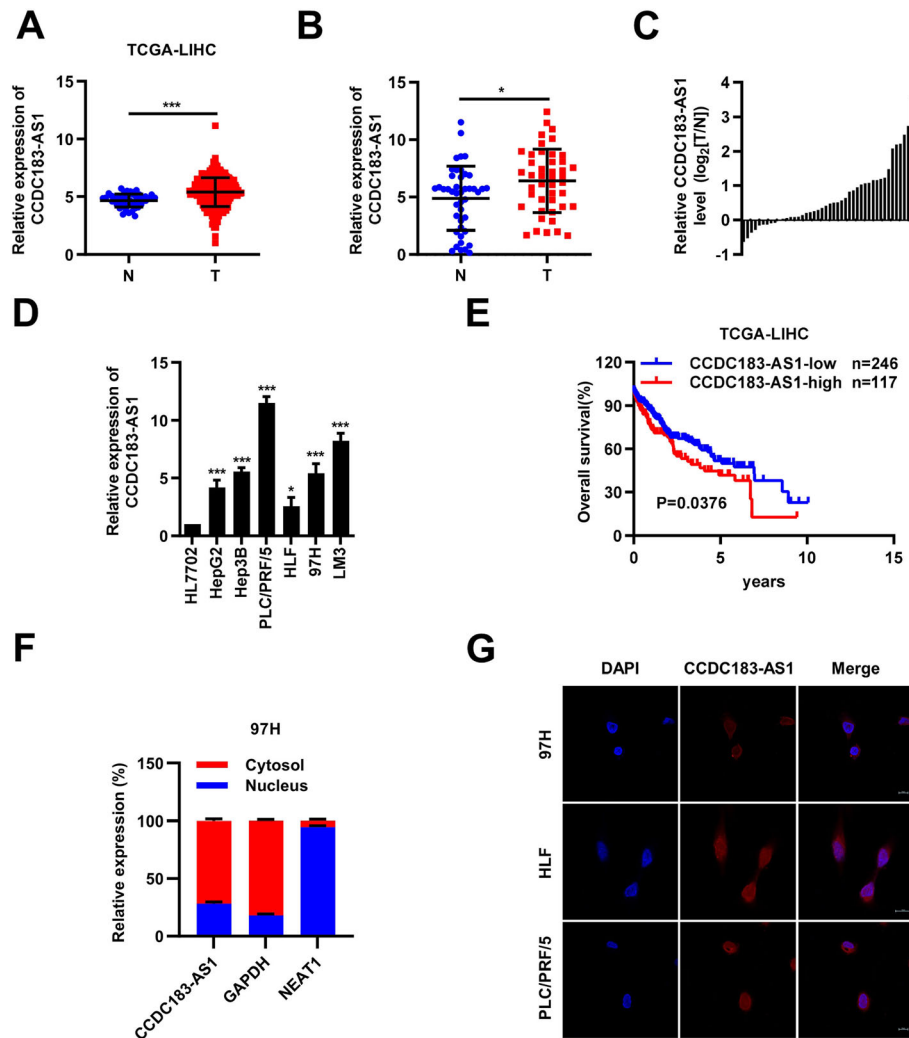 A
TCGA-LIHC
Relative expression of
CCDC183-AS1
15
10
5
0
***
N
T
B
Relative expression of
CCDC183-AS1
15
10
5
0
*
N
T
C
Relative CCDC183-AS1
level (log2[T/N])
4
3
2
1
0
-1
D
Relative expression of
CCDC183-AS1
15
10
5
0
***
***
***
*
***
***
HL7702
HepG2
Hep3B
PLC/PRF/5
HLF
97H
LM3
E
TCGA-LIHC
CCDC183-AS1-low n=246
CCDC183-AS1-high n=117
Overall survival(%)
120
90
60
30
0
P=0.0376
0
5
10
15
years
F
97H
Cytosol
Nucleus
Relative expression (%)
150
100
50
0
CCDC183-AS1
GAPDH
NEAT1
G
DAPI
CCDC183-AS1
Merge
97H
HLF
PLC/PRF/5